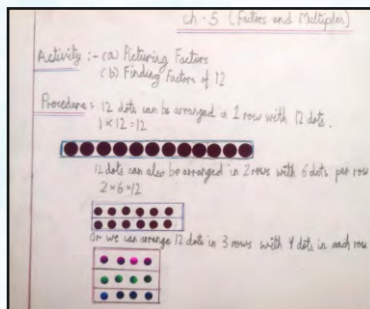 Ch - 5 (Factors and Multiples)
Activity :- (a) Picturing Factors
(b) Finding Factors of 12
Procedure : 12 dots can be arranged in 1 row with 12 dots.
1 × 12 = 12
12 dots can also be arranged in 2 rows with 6 dots per row
2 × 6 = 12
Or we can arrange 12 dots in 3 rows with 4 dots in each row